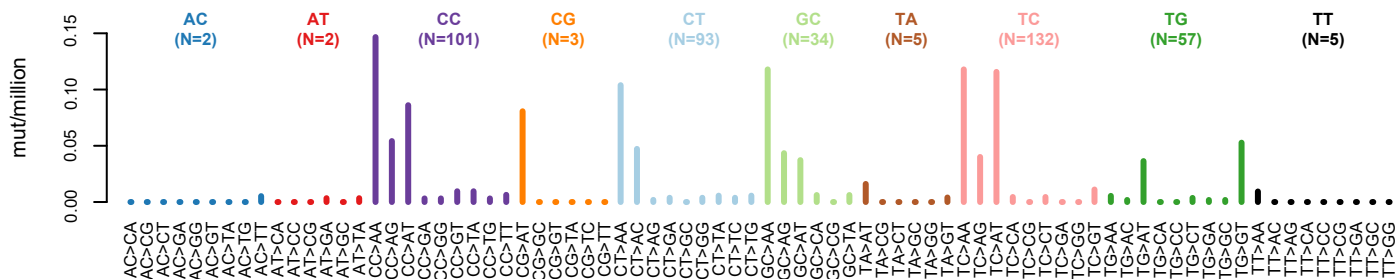 AC AT CC CG CT GC TA TC TG TT
(N=2) (N=2) (N=101) (N=3) (N=93) (N=34) (N=5) (N=132) (N=57) (N=5)
mut/million
0.15
0.10
0.05
0.00
AC>CA
AC>CG
AC>CT
AC>GA
AC>GG
AC>GT
AC>TA
AC>TG
AC>TT
AT>CA
AT>CC
AT>CG
AT>GA
AT>GC
AT>TA
CC>AA
CC>AG
CC>AT
CC>GA
CC>GG
CC>GT
CC>TA
CC>TG
CC>TT
CG>AT
CG>GC
CG>GT
CG>TA
CG>TC
CG>TT
CT>AA
CT>AC
CT>AG
CT>GA
CT>GC
CT>GG
CT>TA
CT>TC
CT>TG
GC>AA
GC>AG
GC>AT
GC>CA
GC>CG
GC>TA
TA>AT
TA>CG
TA>CT
TA>GC
TA>GG
TA>GT
TC>AA
TC>AG
TC>AT
TC>CA
TC>CG
TC>CT
TC>GA
TC>GG
TC>GT
TG>AA
TG>AC
TG>AT
TG>CA
TG>CC
TG>CT
TG>GA
TG>GC
TG>GT
TT>AA
TT>AC
TT>AG
TT>CA
TT>CC
TT>CG
TT>GA
TT>GC
TT>GG